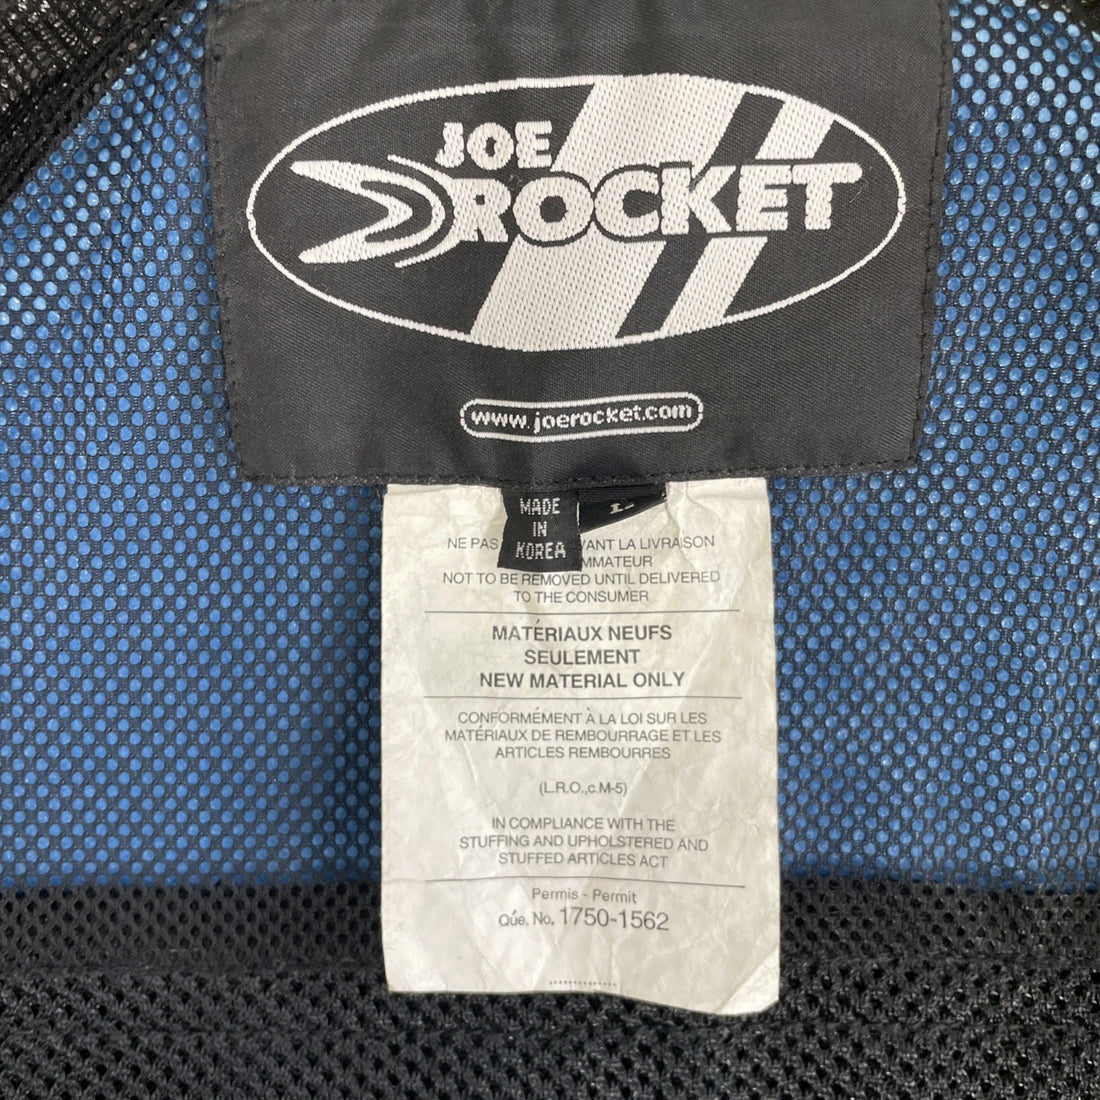 JOE
ROCKET
www.joerocket.com
MADE
IN
KOREA
NE PAS VANT LA LIVRAISON
MMATEUR
NOT TO BE REMOVED UNTIL DELIVERED
TO THE CONSUMER
MATÉRIAUX NEUFS
SEULEMENT
NEW MATERIAL ONLY
CONFORMÉMENT À LA LOI SUR LES
MATÉRIAUX DE REMBOURRAGE ET LES
ARTICLES REMBOURRES
(L.R.O.,c.M-5)
IN COMPLIANCE WITH THE
STUFFING AND UPHOLSTERED AND
STUFFED ARTICLES ACT
Permis - Permit
Qúe. No. 1750-1562